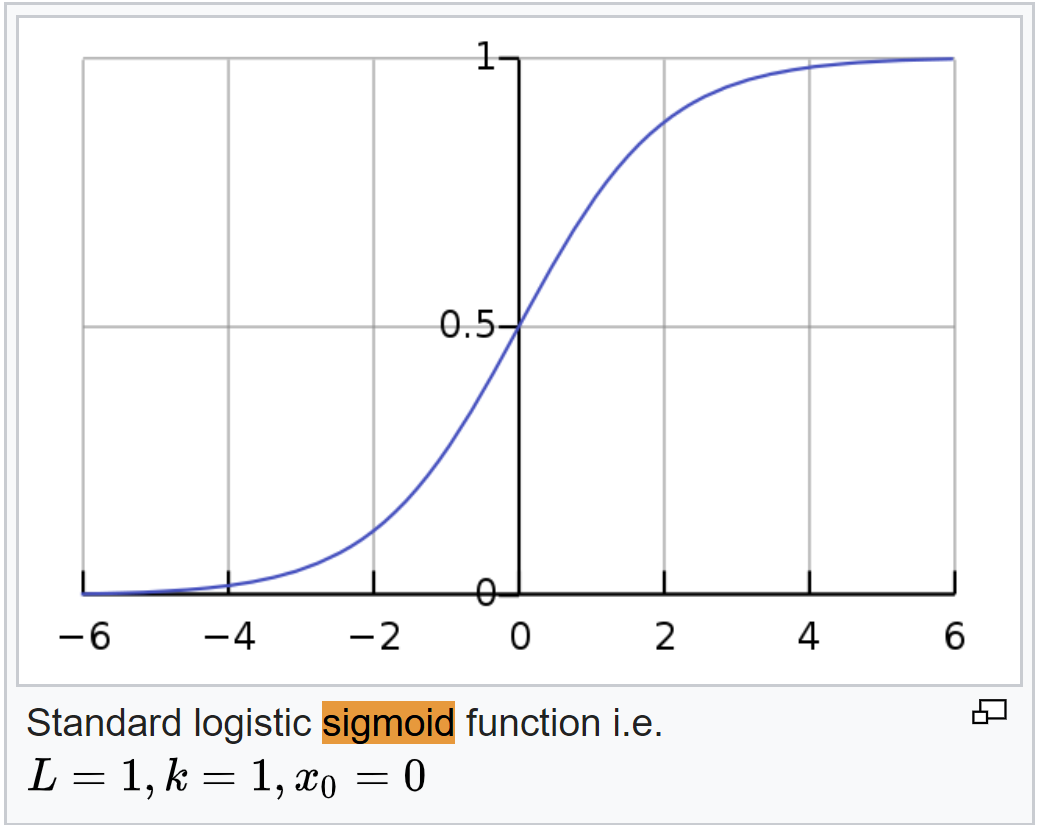 1
0.5
0
−6 −4 −2 0 2 4 6
Standard logistic sigmoid function i.e.
L = 1, k = 1, x₀ = 0